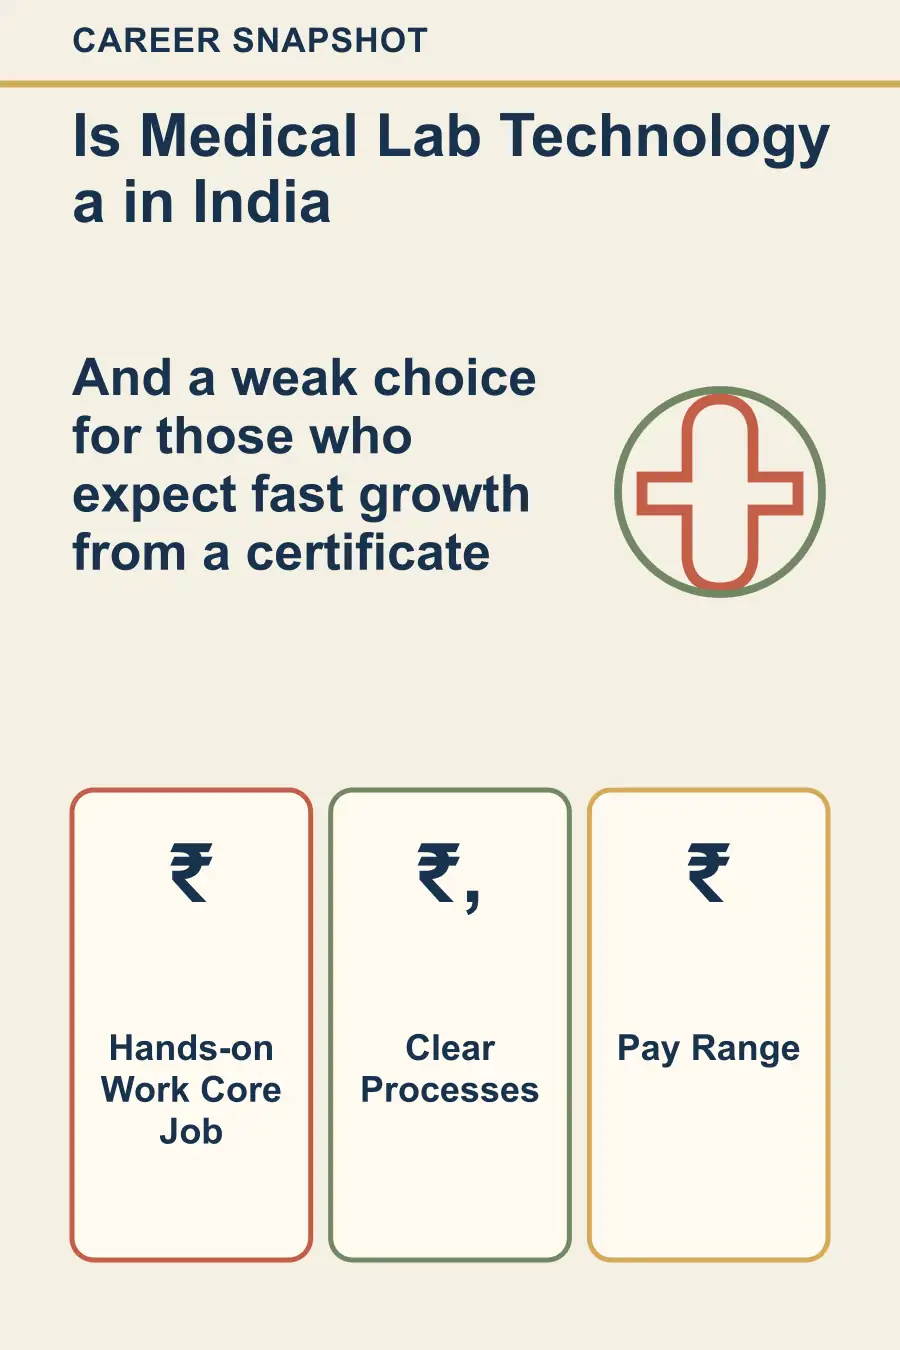 CAREER SNAPSHOT
Is Medical Lab Technology
a in India
And a weak choice
for those who
expect fast growth
from a certificate
₹
₹,
₹
Hands-on
Work Core
Job
Clear
Processes
Pay Range